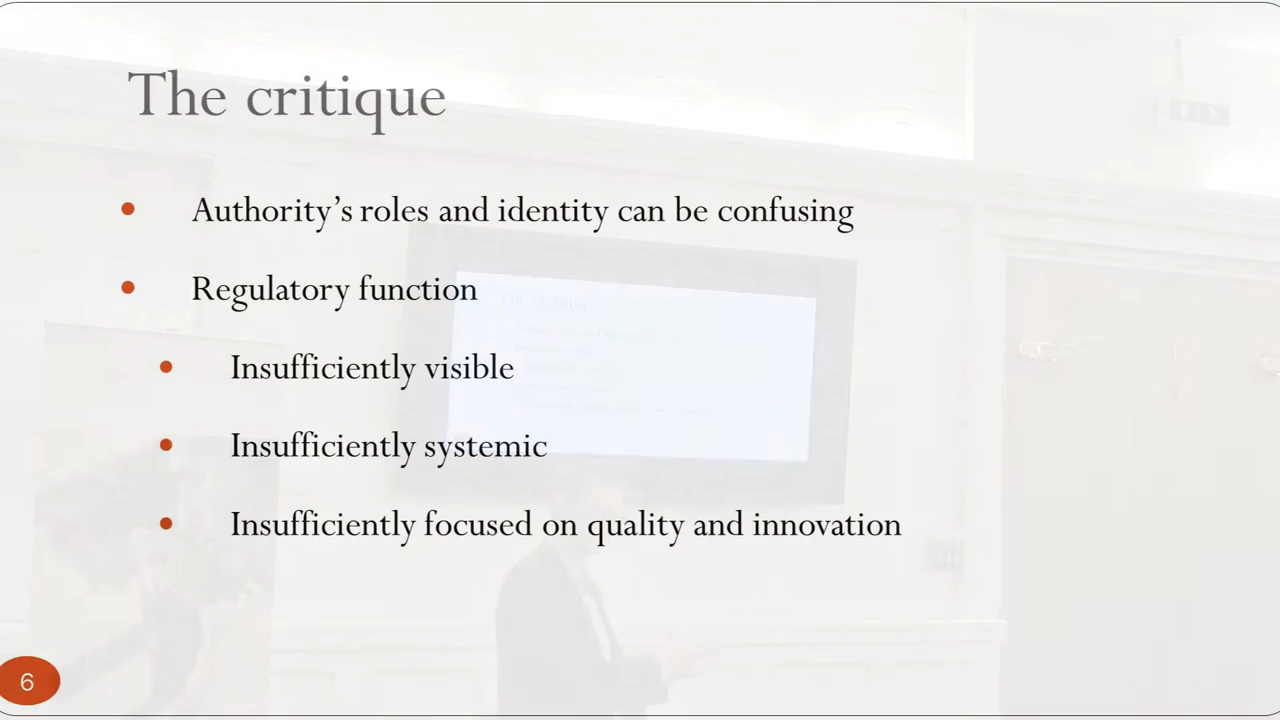 The critique
Authority's roles and identity can be confusing
Regulatory function
Insufficiently visible
Insufficiently systemic
Insufficiently focused on quality and innovation
6